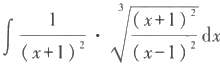 ∫ 1/(x+1)² · ∛((x+1)²/(x−1)²) dx